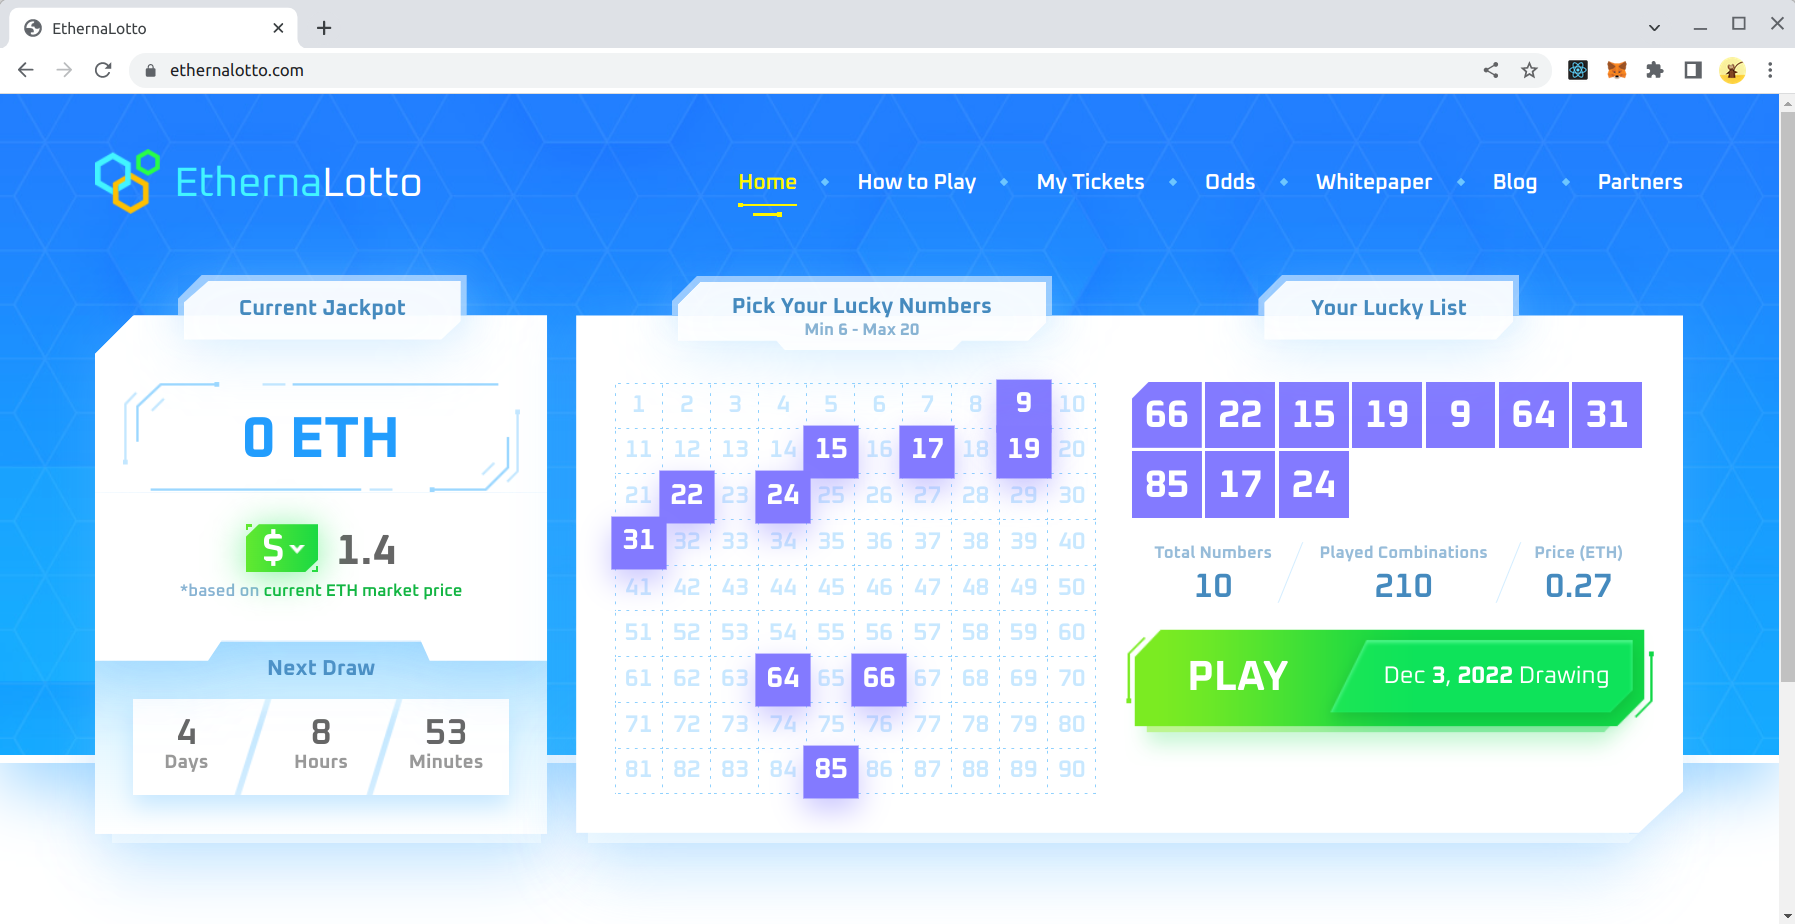 EthernaLotto
ethernalotto.com
EthernaLotto
Home How to Play My Tickets Odds Whitepaper Blog Partners
Current Jackpot
0 ETH
$ 1.4
*based on current ETH market price
Next Draw
4 8 53
Days Hours Minutes
Pick Your Lucky Numbers
Min 6 - Max 20
1 2 3 4 5 6 7 8 9 10
11 12 13 14 15 16 17 18 19 20
21 22 23 24 25 26 27 28 29 30
31 32 33 34 35 36 37 38 39 40
41 42 43 44 45 46 47 48 49 50
51 52 53 54 55 56 57 58 59 60
61 62 63 64 65 66 67 68 69 70
71 72 73 74 75 76 77 78 79 80
81 82 83 84 85 86 87 88 89 90
Your Lucky List
66 22 15 19 9 64 31
85 17 24
Total Numbers Played Combinations Price (ETH)
10 210 0.27
PLAY Dec 3, 2022 Drawing